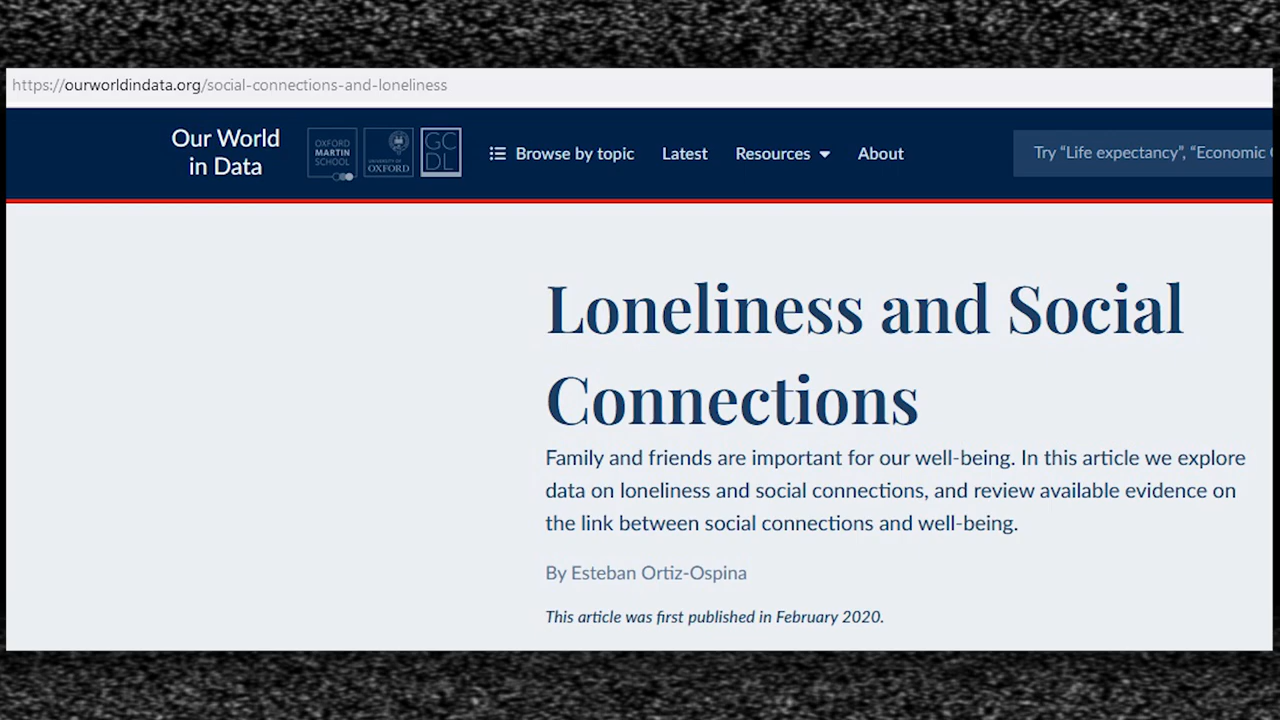 https://ourworldindata.org/social-connections-and-loneliness
Our World
in Data
OXFORD
MARTIN
SCHOOL
UNIVERSITY OF
OXFORD
GC
DL
Browse by topic
Latest
Resources
About
Try “Life expectancy”, “Economic
Loneliness and Social
Connections
Family and friends are important for our well-being. In this article we explore
data on loneliness and social connections, and review available evidence on
the link between social connections and well-being.
By Esteban Ortiz-Ospina
This article was first published in February 2020.